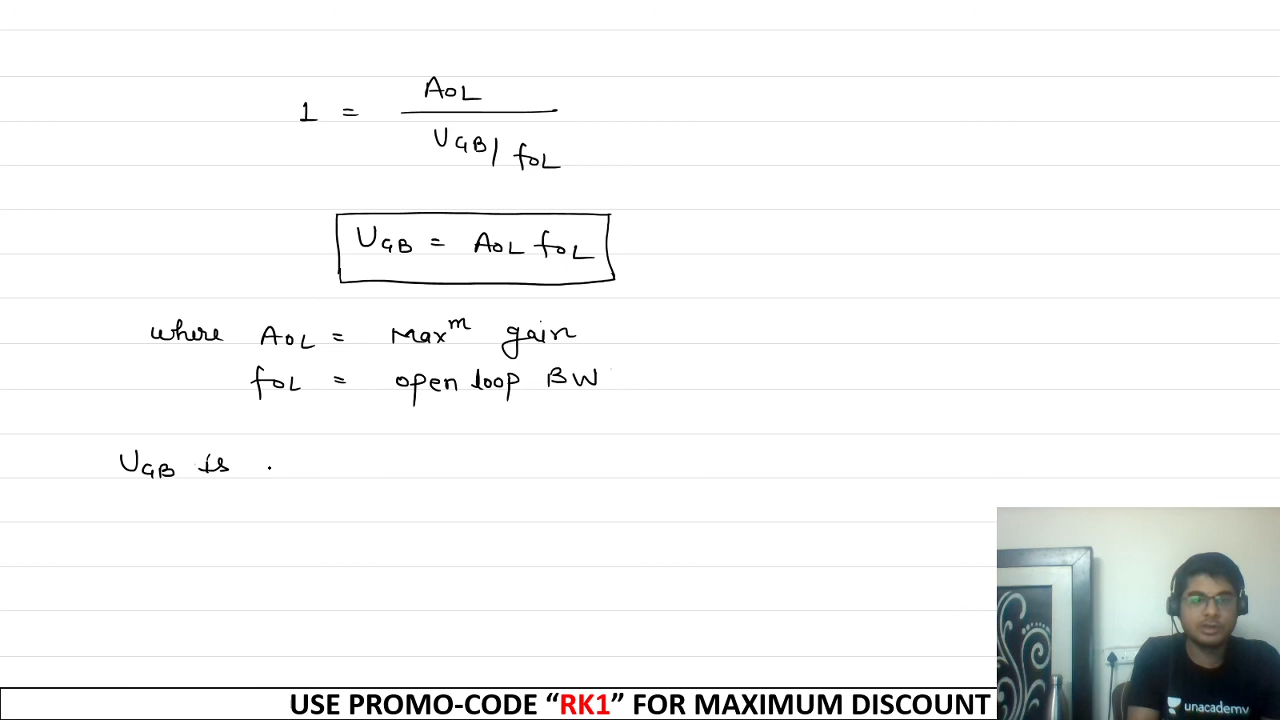 1 = AOL / UGB/fOL
UGB = AOL fOL
where AOL = Maxᵐ gain
fOL = open loop BW
UGB is .
unacademy
USE PROMO-CODE “RK1” FOR MAXIMUM DISCOUNT